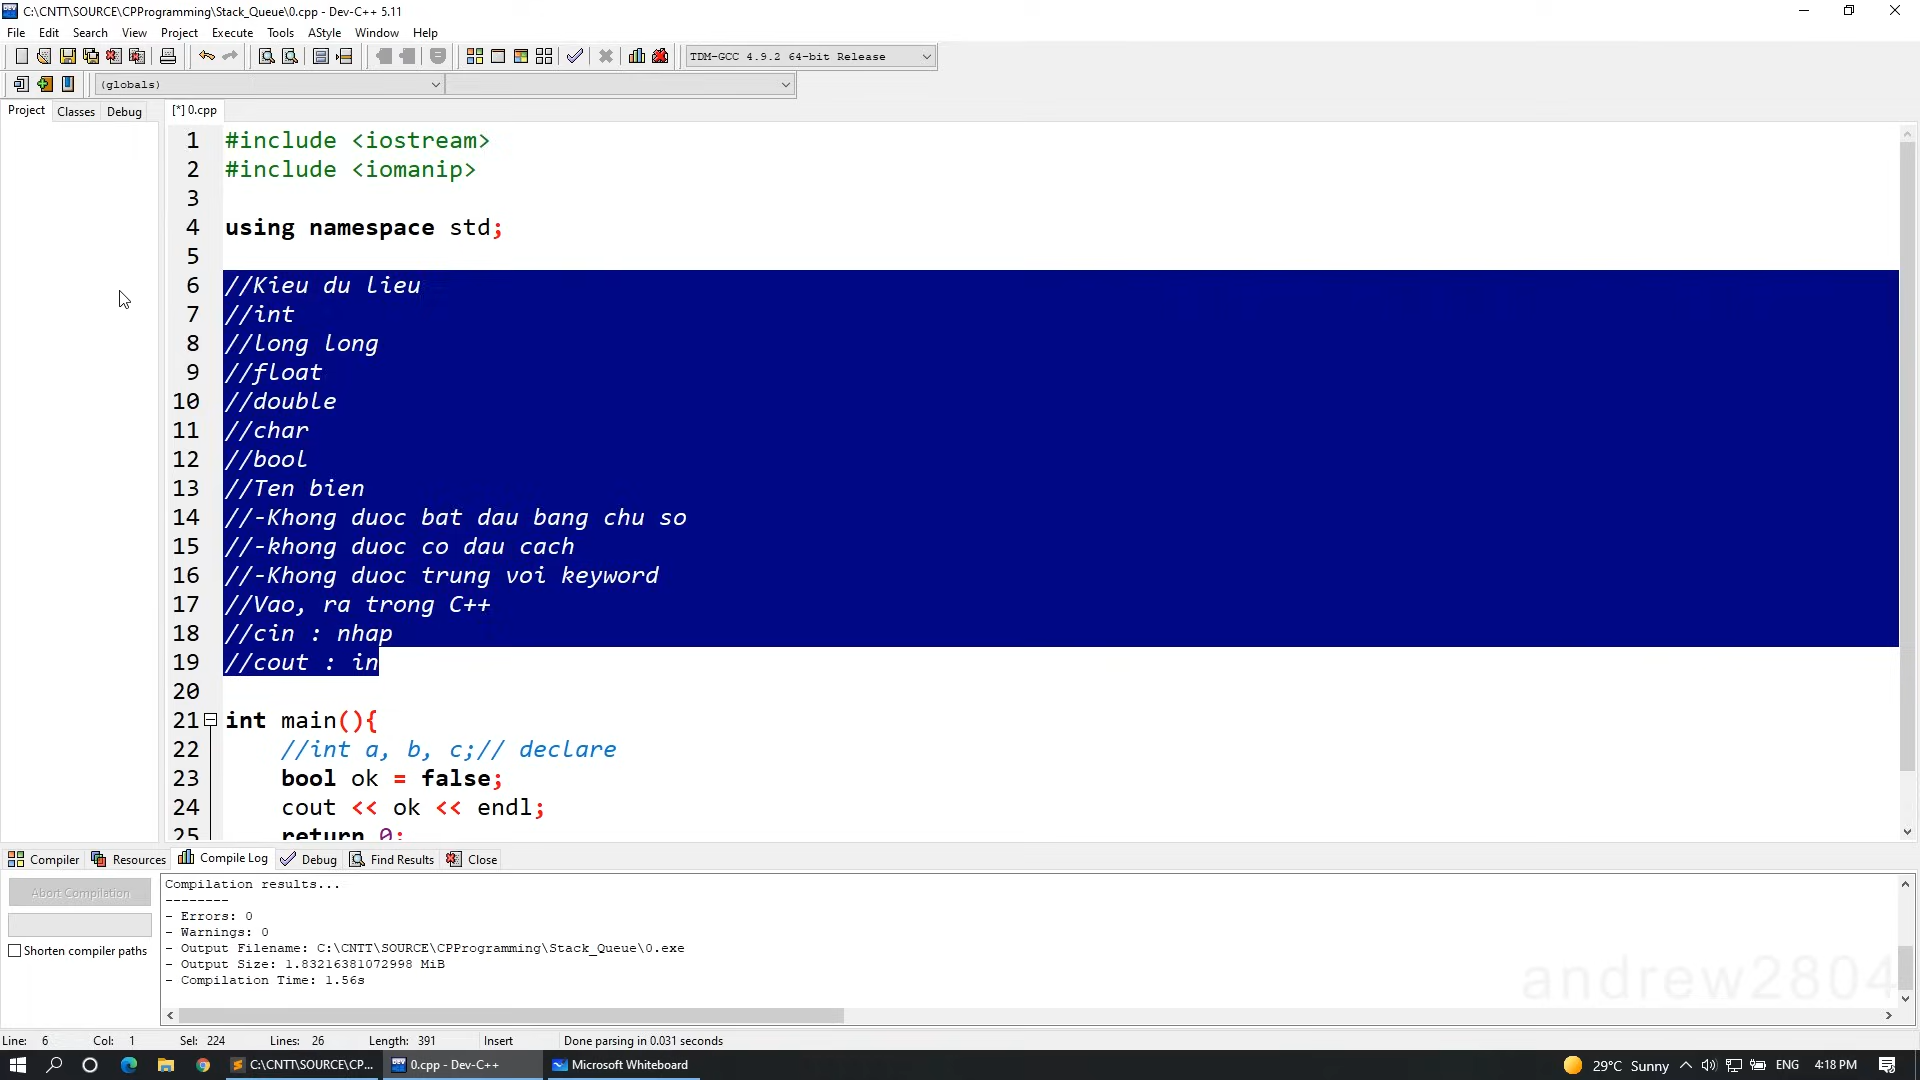 C:\CNTT\SOURCE\CPProgramming\Stack_Queue\0.cpp - Dev-C++ 5.11
File Edit Search View Project Execute Tools AStyle Window Help
TDM-GCC 4.9.2 64-bit Release
(globals)
Project Classes Debug [*] 0.cpp
1 #include <iostream>
2 #include <iomanip>
3
4 using namespace std;
5
6 //Kieu du lieu
7 //int
8 //long long
9 //float
10 //double
11 //char
12 //bool
13 //Ten bien
14 //-Khong duoc bat dau bang chu so
15 //-khong duoc co dau cach
16 //-Khong duoc trung voi keyword
17 //Vao, ra trong C++
18 //cin : nhap
19 //cout : in
20
21 int main(){
22 //int a, b, c;// declare
23 bool ok = false;
24 cout << ok << endl;
25 return 0;
Compiler Resources Compile Log Debug Find Results Close
Abort Compilation
Shorten compiler paths
Compilation results...
--------
- Errors: 0
- Warnings: 0
- Output Filename: C:\CNTT\SOURCE\CPProgramming\Stack_Queue\0.exe
- Output Size: 1.83216381072998 MiB
- Compilation Time: 1.56s
andrew2804
Line: 6 Col: 1 Sel: 224 Lines: 26 Length: 391 Insert Done parsing in 0.031 seconds
C:\CNTT\SOURCE\CP... 0.cpp - Dev-C++ Microsoft Whiteboard 29°C Sunny ENG 4:18 PM